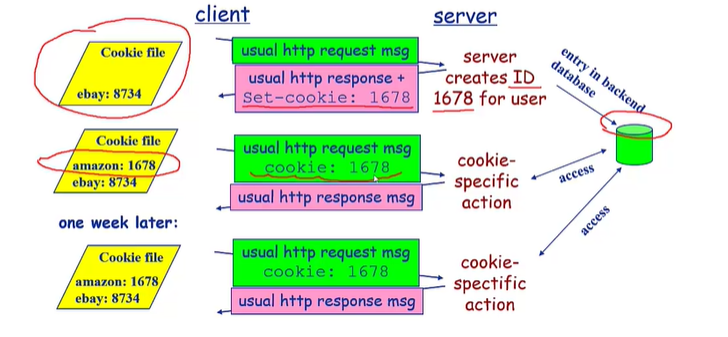 client
server
Cookie file
ebay: 8734
usual http request msg
usual http response +
Set-cookie: 1678
server
creates ID
1678 for user
entry in backend
database
Cookie file
amazon: 1678
ebay: 8734
usual http request msg
cookie: 1678
usual http response msg
cookie-
specific
action
access
access
one week later:
Cookie file
amazon: 1678
ebay: 8734
usual http request msg
cookie: 1678
usual http response msg
cookie-
spectific
action